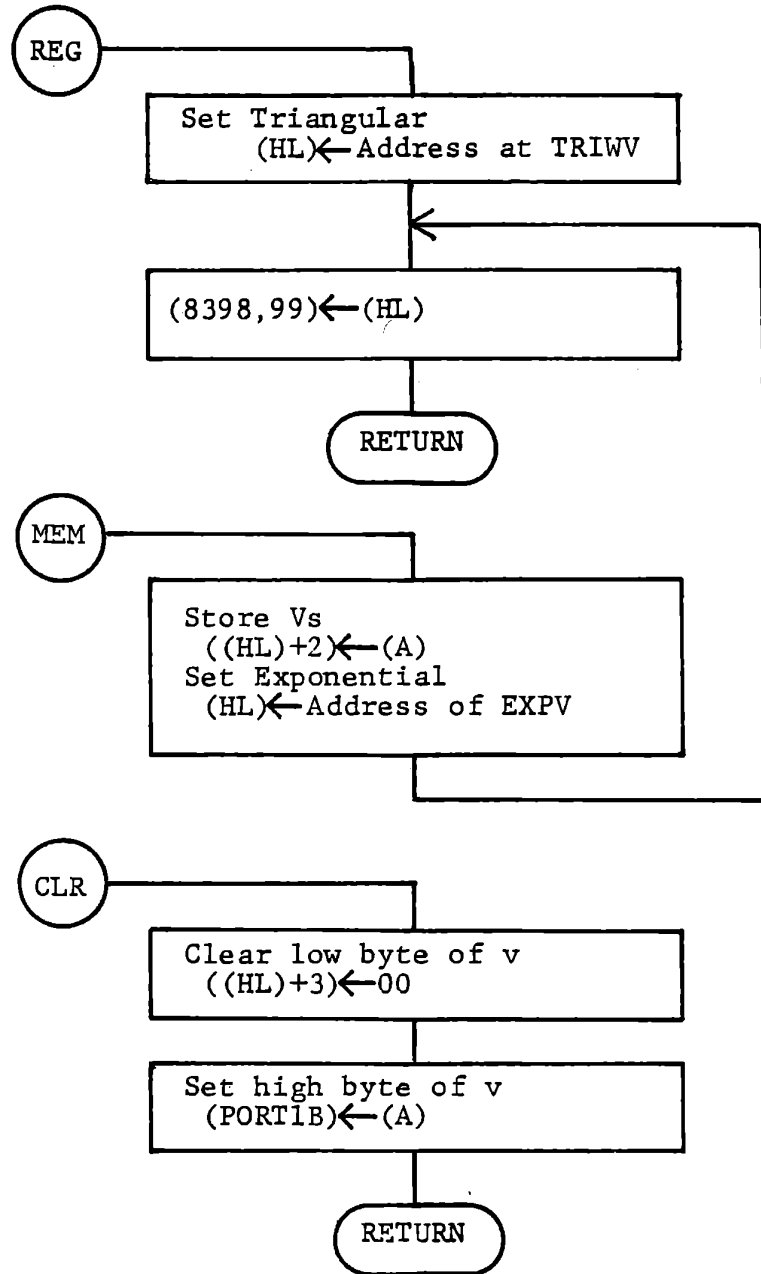 REG
Set Triangular
(HL)←Address at TRIWV
(8398,99)←(HL)
RETURN
MEM
Store Vs
((HL)+2)←(A)
Set Exponential
(HL)←Address of EXPV
CLR
Clear low byte of v
((HL)+3)←00
Set high byte of v
(PORT1B)←(A)
RETURN